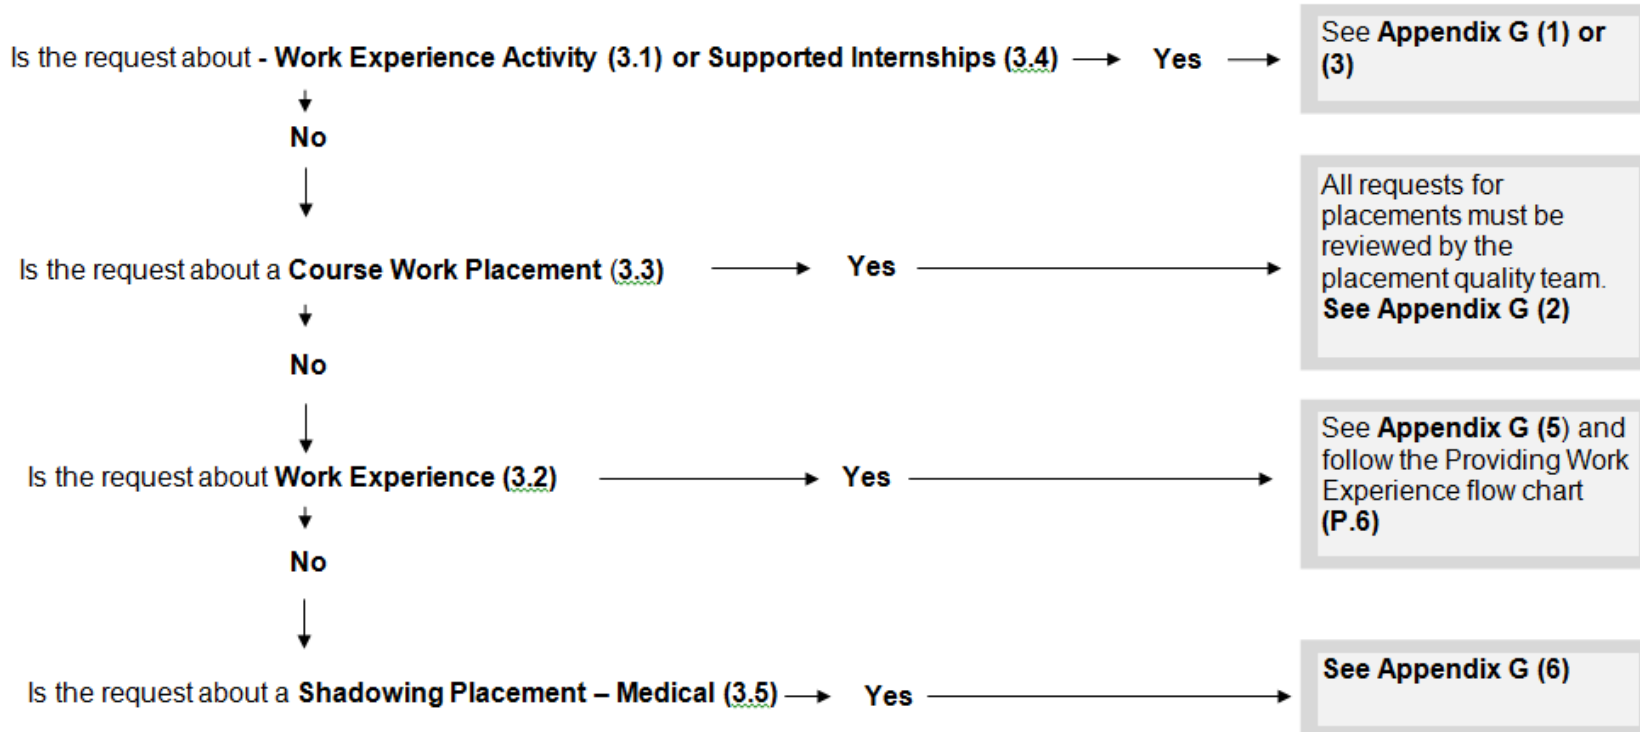 Is the request about - Work Experience Activity (3.1) or Supported Internships (3.4)
Yes
See Appendix G (1) or
(3)
No
Is the request about a Course Work Placement (3.3)
Yes
All requests for
placements must be
reviewed by the
placement quality team.
See Appendix G (2)
No
Is the request about Work Experience (3.2)
Yes
See Appendix G (5) and
follow the Providing Work
Experience flow chart
(P.6)
No
Is the request about a Shadowing Placement – Medical (3.5)
Yes
See Appendix G (6)